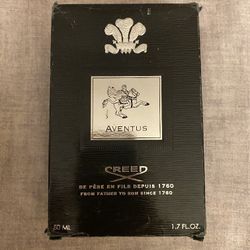 AVENTUS
CREED
DE PÈRE EN FILS DEPUIS 1760
FROM FATHER TO SON SINCE 1760
50 ML 1.7 FL.OZ.